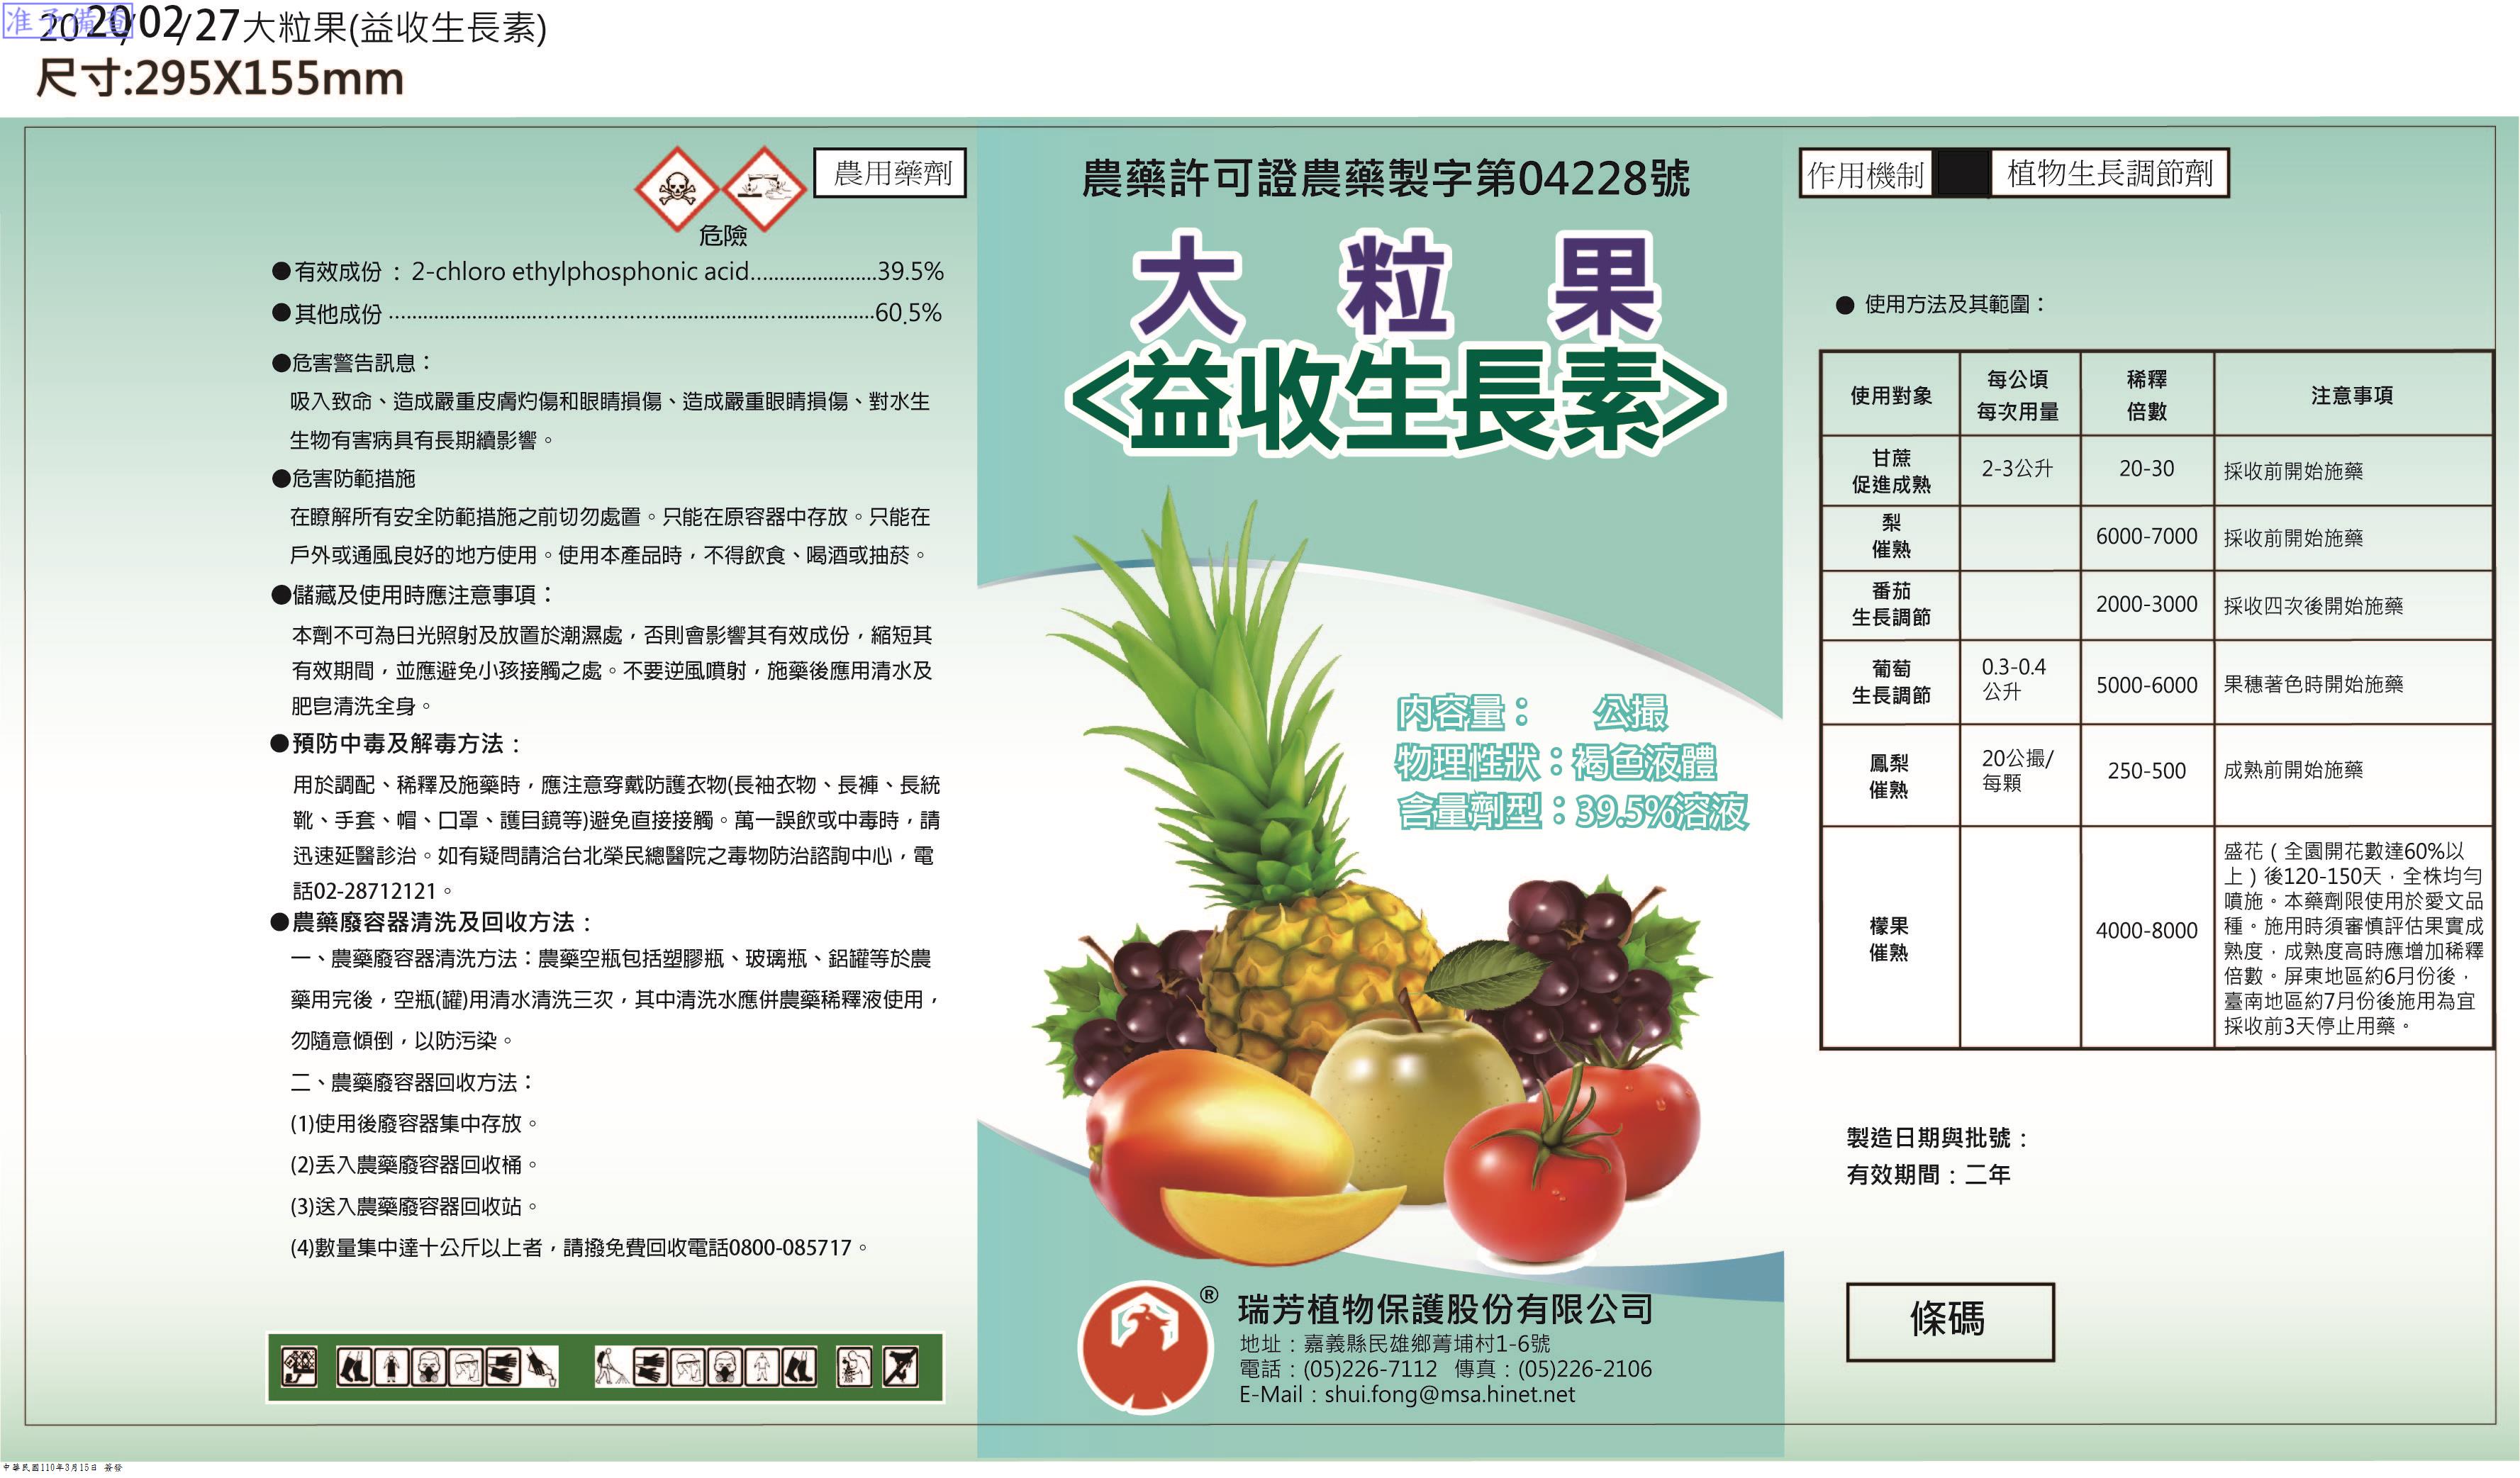 准予備查
2020/02/27大粒果(益收生長素)
尺寸:295X155mm
農用藥劑
危險
●有效成份：2-chloro ethylphosphonic acid......................39.5%
●其他成份....................................................................................60.5%
●危害警告訊息：
吸入致命、造成嚴重皮膚灼傷和眼睛損傷、造成嚴重眼睛損傷、對水生
生物有害病具有長期續影響。
●危害防範措施
在瞭解所有安全防範措施之前切勿處置。只能在原容器中存放。只能在
戶外或通風良好的地方使用。使用本產品時，不得飲食、喝酒或抽菸。
●儲藏及使用時應注意事項：
本劑不可為日光照射及放置於潮濕處，否則會影響其有效成份，縮短其
有效期間，並應避免小孩接觸之處。不要逆風噴射，施藥後應用清水及
肥皂清洗全身。
●預防中毒及解毒方法：
用於調配、稀釋及施藥時，應注意穿戴防護衣物(長袖衣物、長褲、長統
靴、手套、帽、口罩、護目鏡等)避免直接接觸。萬一誤飲或中毒時，請
迅速延醫診治。如有疑問請洽台北榮民總醫院之毒物防治諮詢中心，電
話02-28712121。
●農藥廢容器清洗及回收方法：
一、農藥廢容器清洗方法：農藥空瓶包括塑膠瓶、玻璃瓶、鋁罐等於農
藥用完後，空瓶(罐)用清水清洗三次，其中清洗水應併農藥稀釋液使用，
勿隨意傾倒，以防污染。
二、農藥廢容器回收方法：
(1)使用後廢容器集中存放。
(2)丟入農藥廢容器回收桶。
(3)送入農藥廢容器回收站。
(4)數量集中達十公斤以上者，請撥免費回收電話0800-085717。
農藥許可證農藥製字第04228號
大粒果
<益收生長素>
內容量：　　公撮
物理性狀：褐色液體
含量劑型：39.5%溶液
®
瑞芳植物保護股份有限公司
地址：嘉義縣民雄鄉菁埔村1-6號
電話：(05)226-7112 傳真：(05)226-2106
E-Mail：shui.fong@msa.hinet.net
作用機制　植物生長調節劑
● 使用方法及其範圍：
使用對象　每公頃每次用量　稀釋倍數　注意事項
甘蔗促進成熟　2-3公升　20-30　採收前開始施藥
梨催熟　6000-7000　採收前開始施藥
番茄生長調節　2000-3000　採收四次後開始施藥
葡萄生長調節　0.3-0.4公升　5000-6000　果穗著色時開始施藥
鳳梨催熟　20公撮/每顆　250-500　成熟前開始施藥
檬果催熟　4000-8000
盛花（全園開花數達60%以
上）後120-150天，全株均勻
噴施。本藥劑限使用於愛文品
種。施用時須審慎評估果實成
熟度，成熟度高時應增加稀釋
倍數。屏東地區約6月份後，
臺南地區約7月份後施用為宜
採收前3天停止用藥。
製造日期與批號：
有效期間：二年
條碼
中華民國110年3月15日 簽發